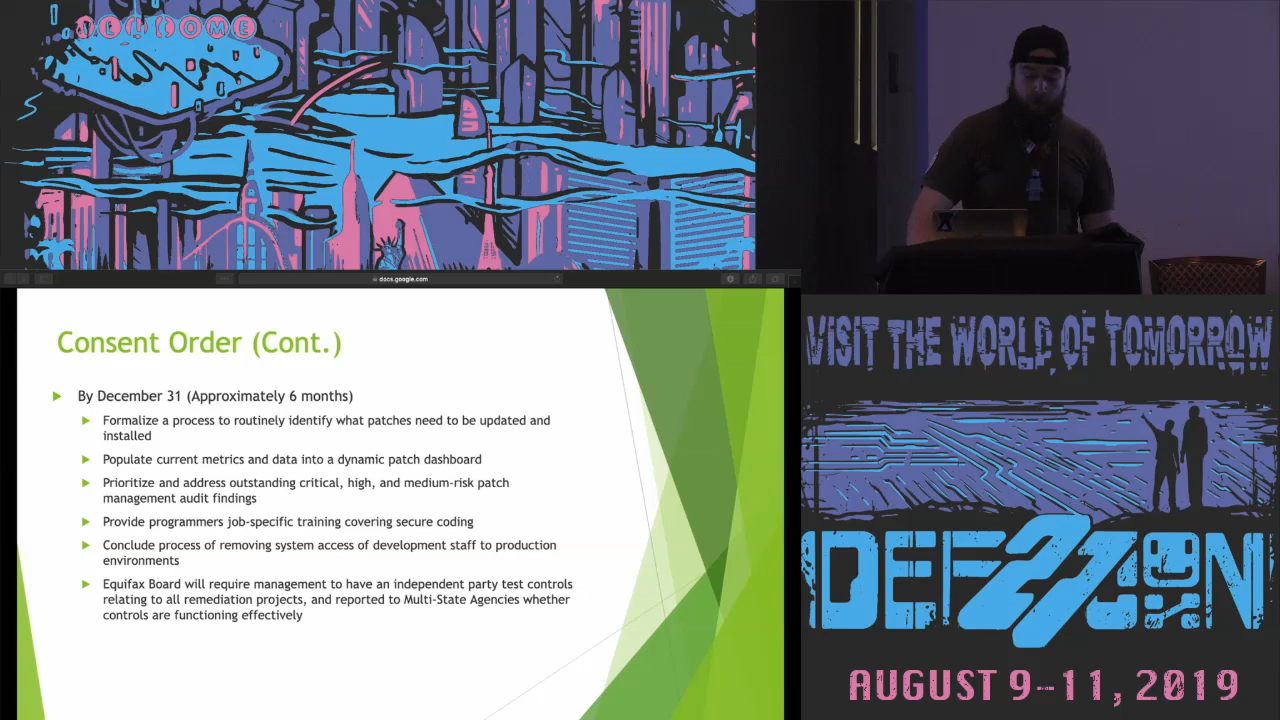 WELCOME
docs.google.com
Consent Order (Cont.)
By December 31 (Approximately 6 months)
Formalize a process to routinely identify what patches need to be updated and
installed
Populate current metrics and data into a dynamic patch dashboard
Prioritize and address outstanding critical, high, and medium-risk patch
management audit findings
Provide programmers job-specific training covering secure coding
Conclude process of removing system access of development staff to production
environments
Equifax Board will require management to have an independent party test controls
relating to all remediation projects, and reported to Multi-State Agencies whether
controls are functioning effectively
VISIT THE WORLD OF TOMORROW
DEF 27 CON
AUGUST 9-11, 2019